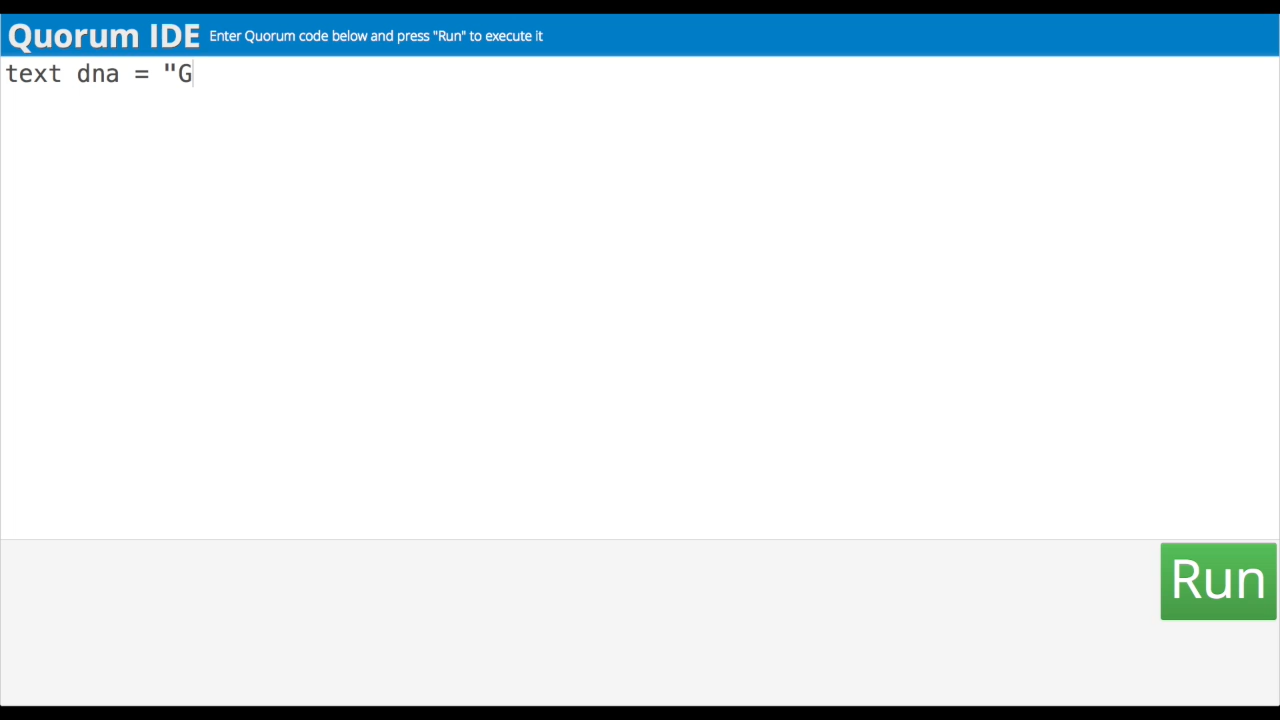 Quorum IDE Enter Quorum code below and press "Run" to execute it
text dna = "G
Run